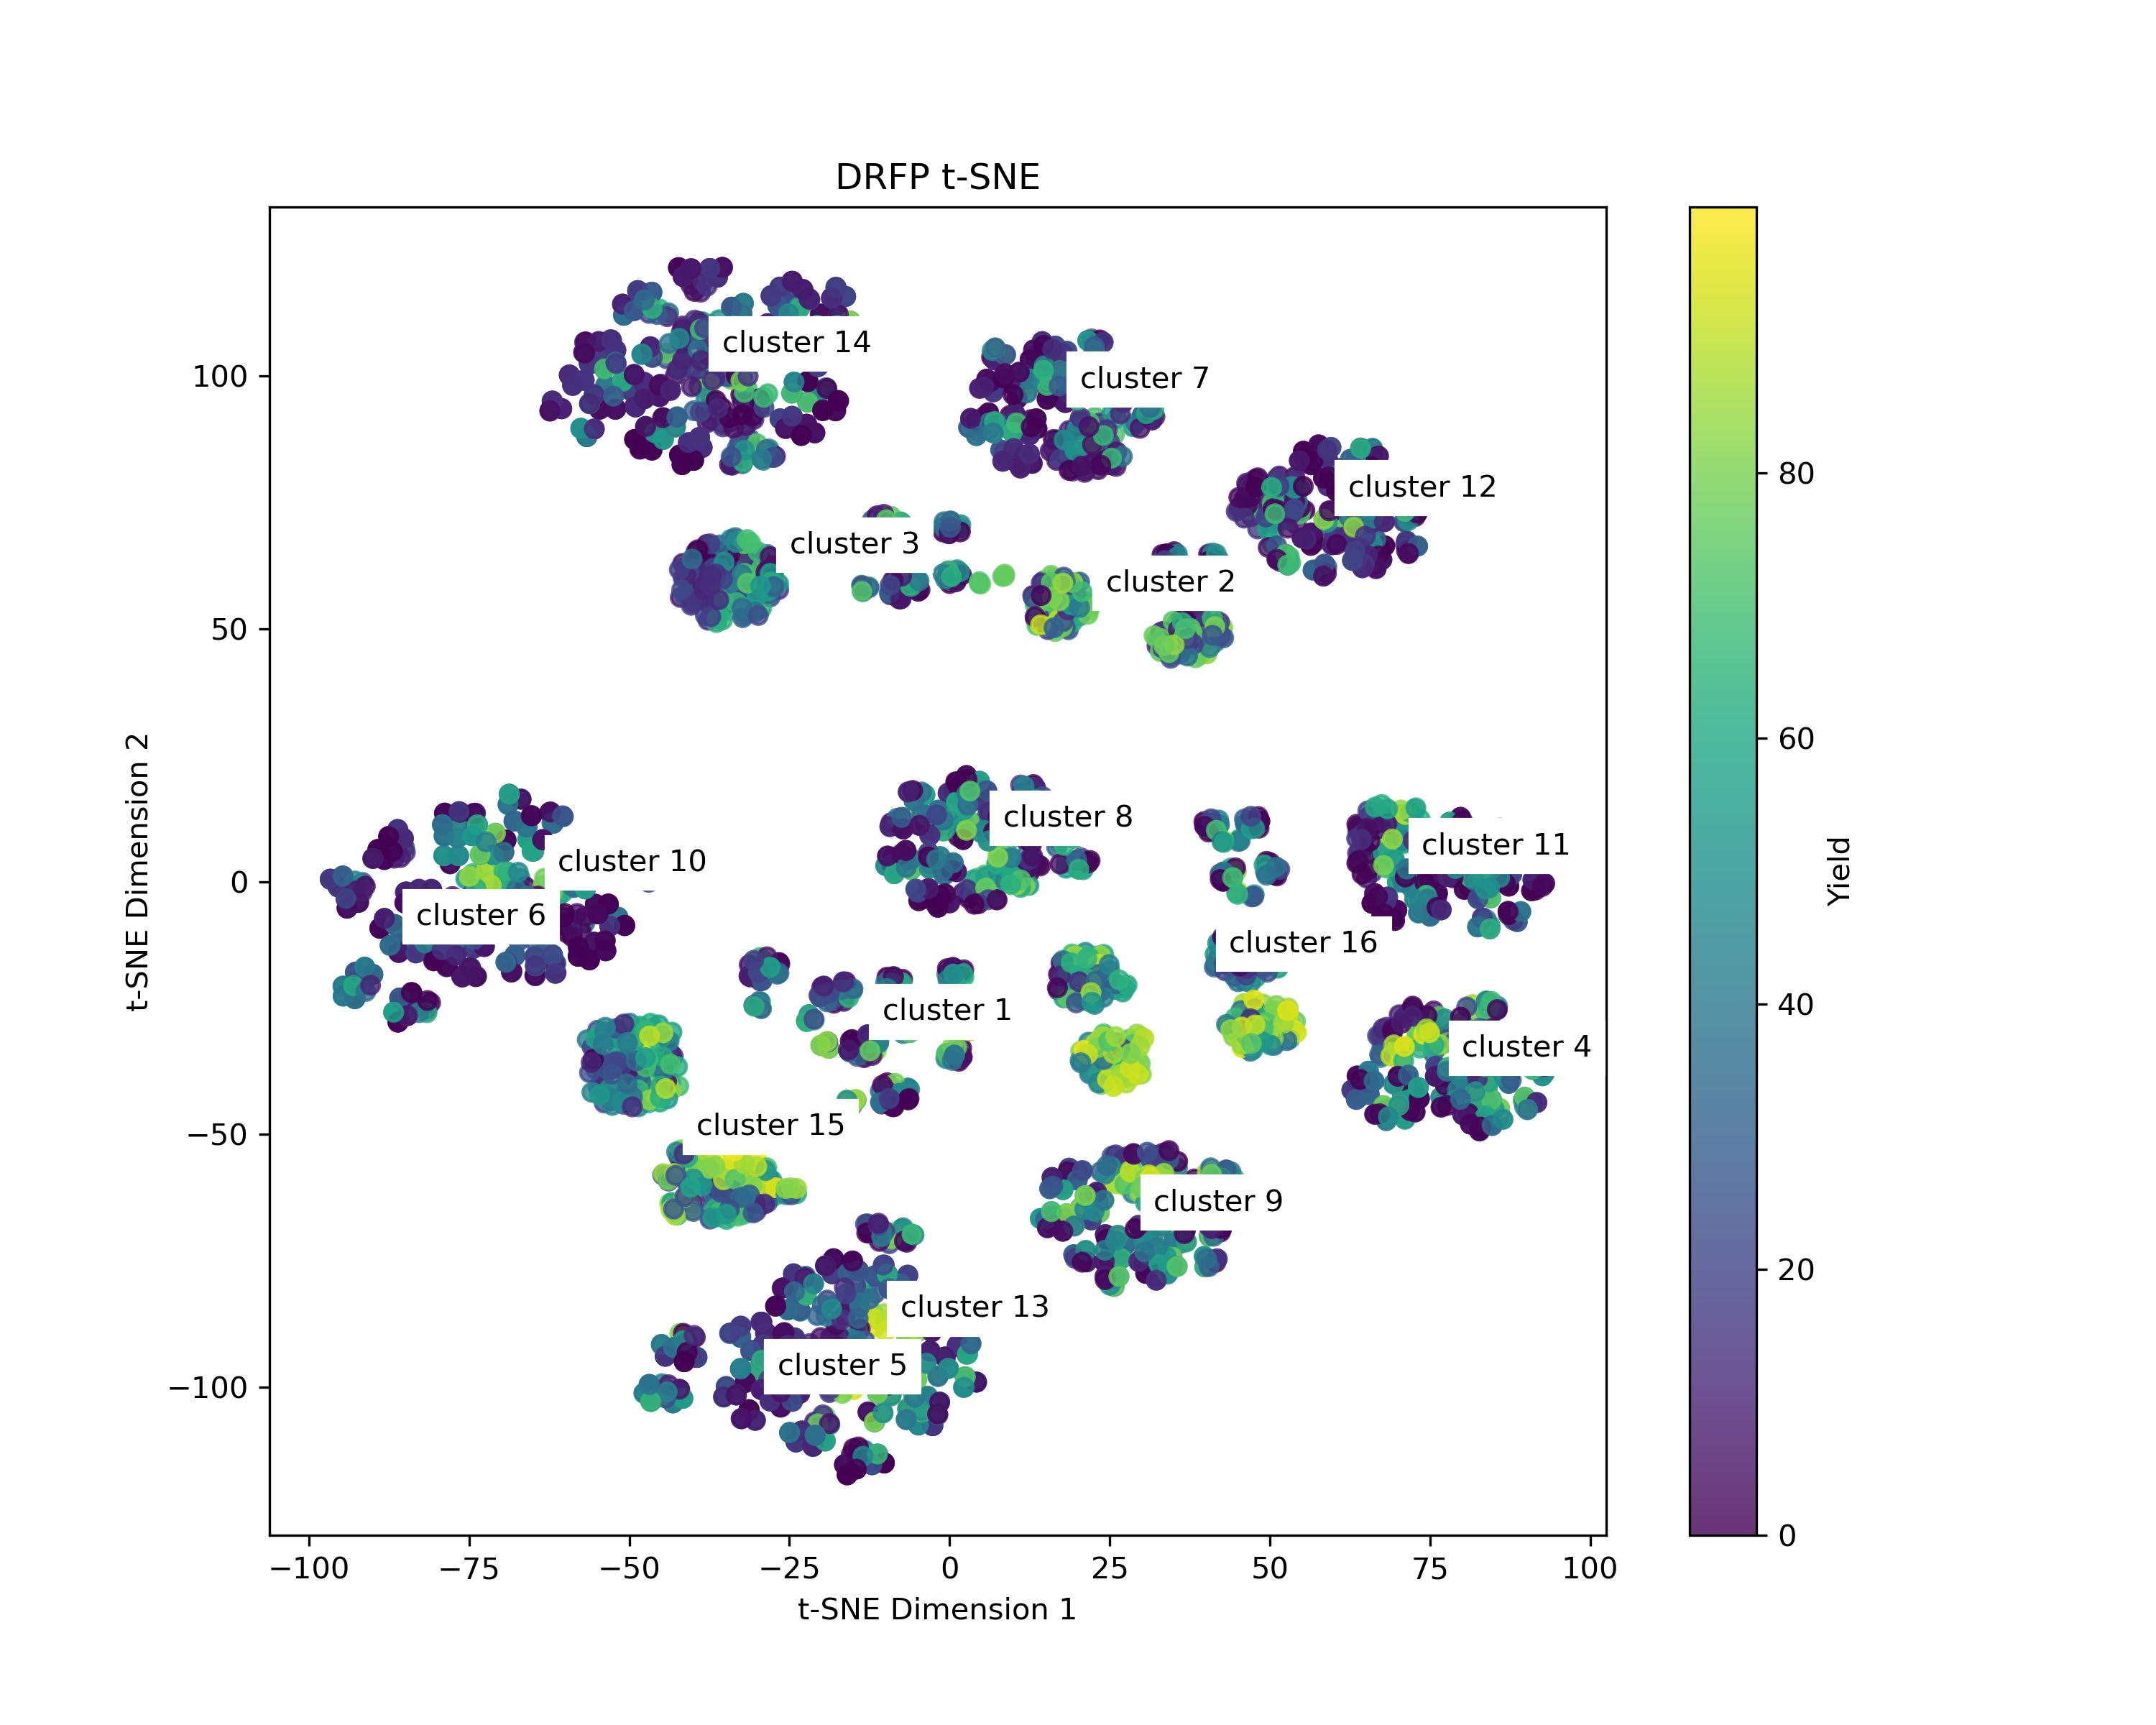 DRFP t-SNE
cluster 14
cluster 7
cluster 12
cluster 3
cluster 2
cluster 8
cluster 11
cluster 10
cluster 6
cluster 16
cluster 1
cluster 4
cluster 15
cluster 9
cluster 13
cluster 5
100
50
0
−50
−100
t-SNE Dimension 2
−100
−75
−50
−25
0
25
50
75
100
t-SNE Dimension 1
80
60
40
20
0
Yield